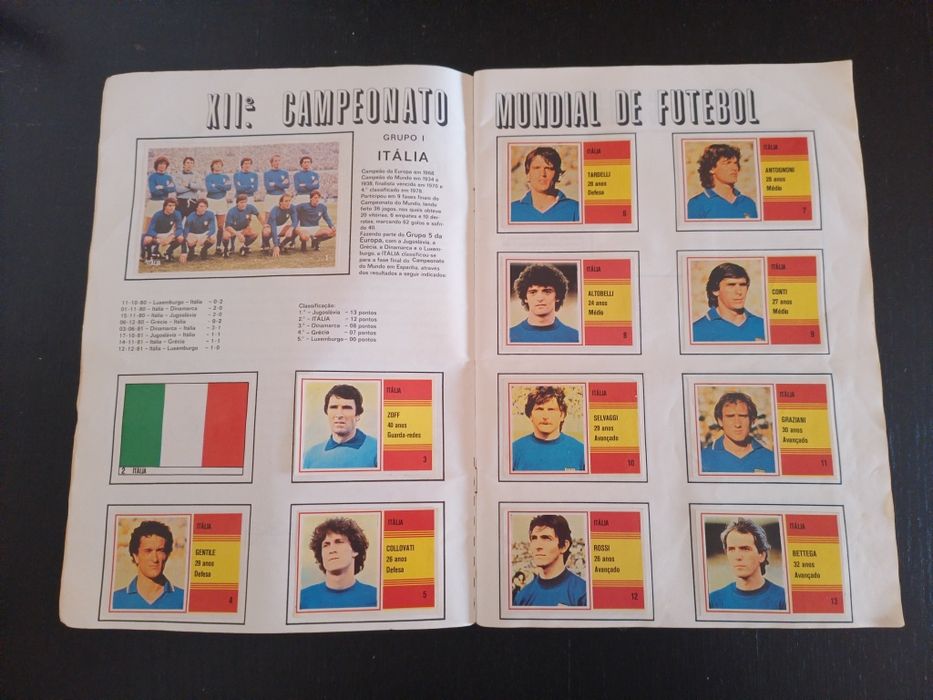 XII.º CAMPEONATO
MUNDIAL DE FUTEBOL
GRUPO I
ITÁLIA
Campeão da Europa em 1968.
Campeão do Mundo em 1934 e
1938, finalista vencida em 1970 e
4.º classificado em 1978.
Participou em 9 fases finais do
Campeonato do Mundo, tendo
feito 36 jogos, nos quais obteve
20 vitórias, 6 empates e 10 der-
rotas, marcando 62 golos e sofren-
do 40.
Fazendo parte do Grupo 5 da
Europa, com a Jugoslávia, a
Grécia, a Dinamarca e o Luxem-
burgo, a ITÁLIA classificou-se
para a fase final do Campeonato
do Mundo em Espanha, através
dos resultados a seguir indicados:
11-10-80 – Luxemburgo – Itália – 0-2
01-11-80 – Itália – Dinamarca – 2-0
15-11-80 – Itália – Jugoslávia – 2-0
06-12-80 – Grécia – Itália – 0-2
03-06-81 – Dinamarca – Itália – 3-1
17-10-81 – Jugoslávia – Itália – 1-1
14-11-81 – Itália – Grécia – 1-1
12-12-81 – Itália – Luxemburgo – 1-0
Classificação:
1.º – Jugoslávia – 13 pontos
2.º – ITÁLIA – 12 pontos
3.º – Dinamarca – 08 pontos
4.º – Grécia – 07 pontos
5.º – Luxemburgo – 00 pontos
1
2 ITÁLIA
ITÁLIA
ZOFF
40 anos
Guarda-redes
3
ITÁLIA
GENTILE
29 anos
Defesa
4
ITÁLIA
COLLOVATI
26 anos
Defesa
5
ITÁLIA
TARDELLI
28 anos
Defesa
6
ITÁLIA
ANTOGNONI
28 anos
Médio
7
ITÁLIA
ALTOBELLI
24 anos
Médio
8
ITÁLIA
CONTI
27 anos
Médio
9
ITÁLIA
SELVAGGI
29 anos
Avançado
10
ITÁLIA
GRAZIANI
30 anos
Avançado
11
ITÁLIA
ROSSI
26 anos
Avançado
12
ITÁLIA
BETTEGA
32 anos
Avançado
13